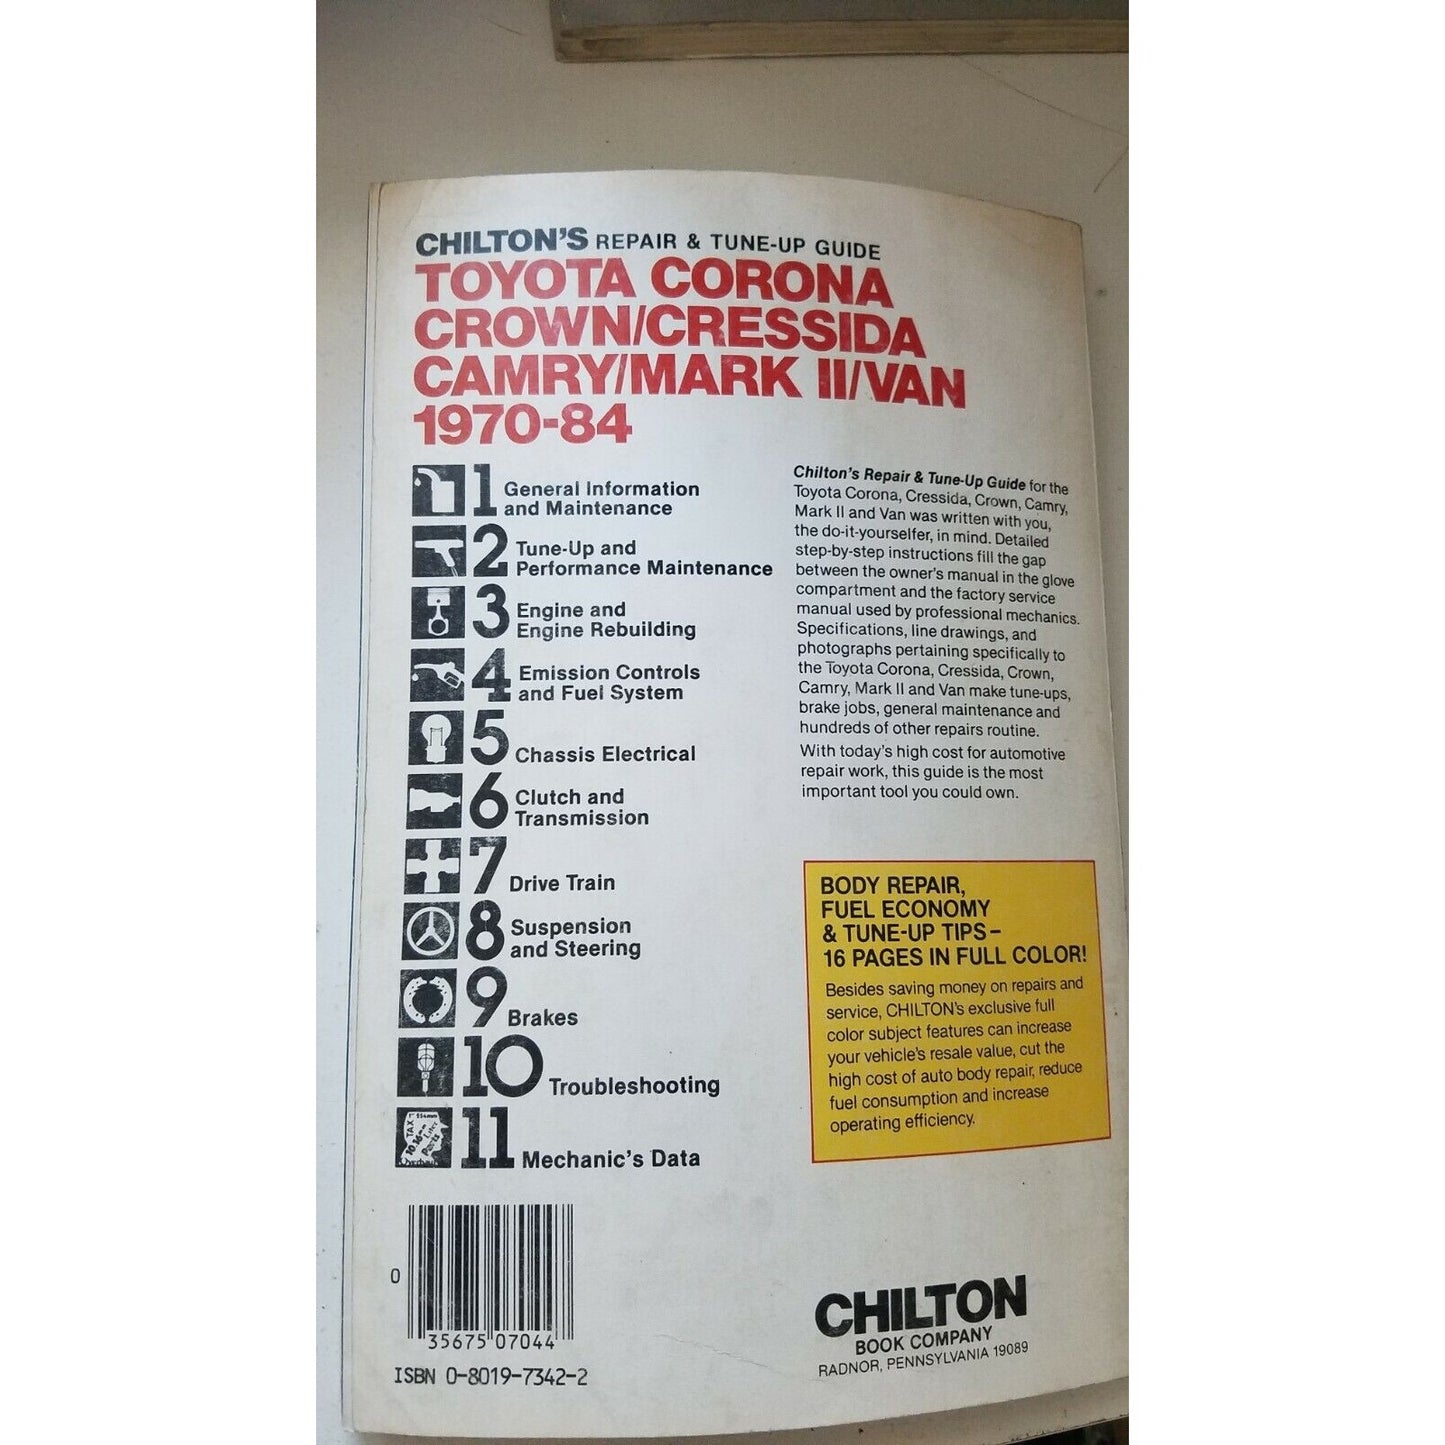 CHILTON'S REPAIR & TUNE-UP GUIDE
TOYOTA CORONA
CROWN/CRESSIDA
CAMRY/MARK II/VAN
1970-84
1 General Information
and Maintenance
2 Tune-Up and
Performance Maintenance
3 Engine and
Engine Rebuilding
4 Emission Controls
and Fuel System
5 Chassis Electrical
6 Clutch and
Transmission
7 Drive Train
8 Suspension
and Steering
9 Brakes
10 Troubleshooting
11 Mechanic's Data
Chilton's Repair & Tune-Up Guide for the
Toyota Corona, Cressida, Crown, Camry,
Mark II and Van was written with you,
the do-it-yourselfer, in mind. Detailed
step-by-step instructions fill the gap
between the owner's manual in the glove
compartment and the factory service
manual used by professional mechanics.
Specifications, line drawings, and
photographs pertaining specifically to
the Toyota Corona, Cressida, Crown,
Camry, Mark II and Van make tune-ups,
brake jobs, general maintenance and
hundreds of other repairs routine.
With today's high cost for automotive
repair work, this guide is the most
important tool you could own.
BODY REPAIR,
FUEL ECONOMY
& TUNE-UP TIPS–
16 PAGES IN FULL COLOR!
Besides saving money on repairs and
service, CHILTON's exclusive full
color subject features can increase
your vehicle's resale value, cut the
high cost of auto body repair, reduce
fuel consumption and increase
operating efficiency.
0
35675 07044
ISBN 0-8019-7342-2
CHILTON
BOOK COMPANY
RADNOR, PENNSYLVANIA 19089